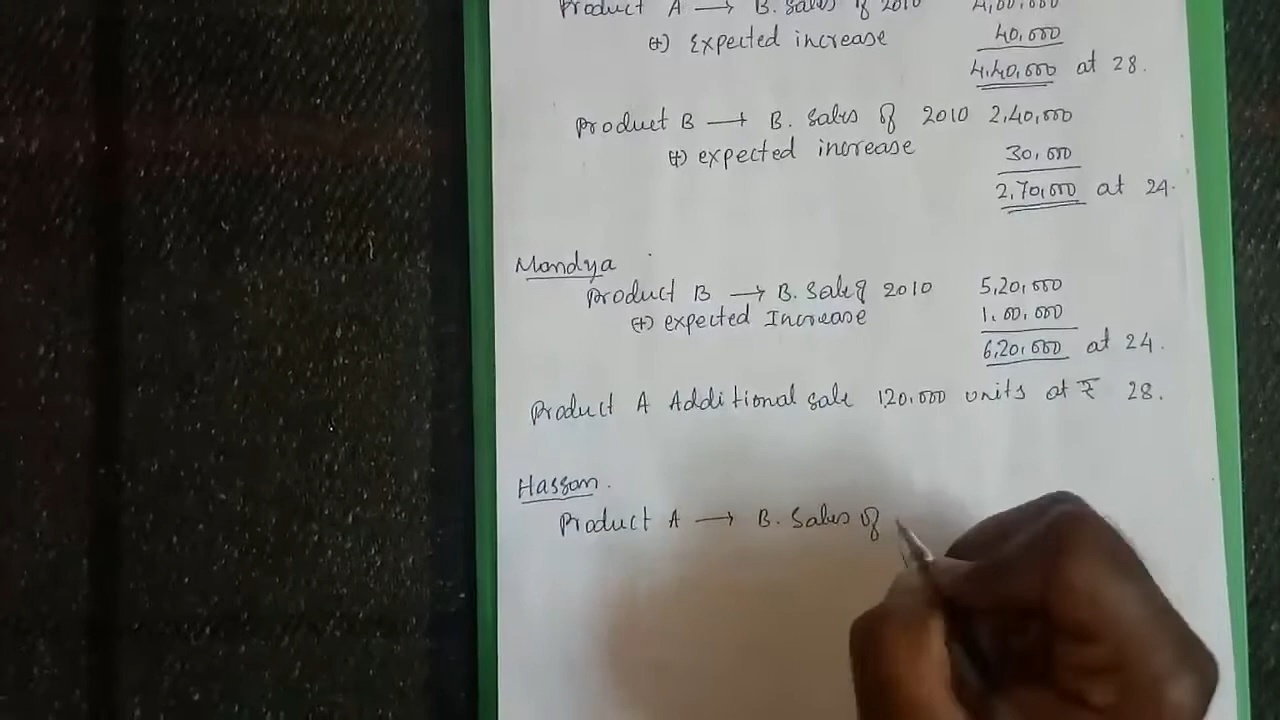 Product A → B. Sales of 2010 4,00,000
(+) Expected increase 40,000
4,40,000 at 28.
Product B → B. Sales of 2010 2,40,000
(+) expected increase 30,000
2,70,000 at 24.
Mandya
Product B → B. Sale of 2010 5,20,000
(+) expected Increase 1,00,000
6,20,000 at 24.
Product A Additional sale 1,20,000 units at ₹ 28.
Hassan.
Product A → B. Sales of